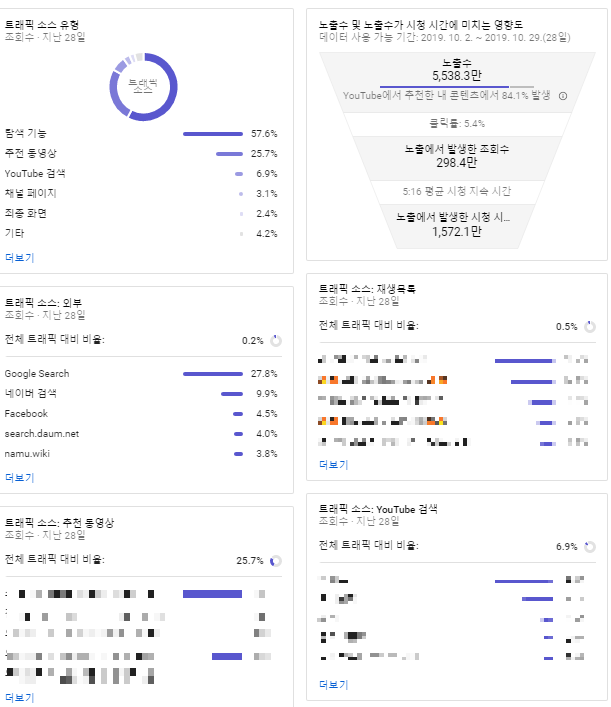 트래픽 소스 유형
조회수 · 지난 28일
트래픽
소스
탐색 기능 57.6%
추천 동영상 25.7%
YouTube 검색 6.9%
채널 페이지 3.1%
최종 화면 2.4%
기타 4.2%
더보기
노출수 및 노출수가 시청 시간에 미치는 영향도
데이터 사용 가능 기간: 2019. 10. 2. ~ 2019. 10. 29.(28일)
노출수
5,538.3만
YouTube에서 추천한 내 콘텐츠에서 84.1% 발생
클릭률: 5.4%
노출에서 발생한 조회수
298.4만
5:16 평균 시청 지속 시간
노출에서 발생한 시청 시...
1,572.1만
트래픽 소스: 외부
조회수 · 지난 28일
전체 트래픽 대비 비율: 0.2%
Google Search 27.8%
네이버 검색 9.9%
Facebook 4.5%
search.daum.net 4.0%
namu.wiki 3.8%
더보기
트래픽 소스: 재생목록
조회수 · 지난 28일
전체 트래픽 대비 비율: 0.5%
더보기
트래픽 소스: 추천 동영상
조회수 · 지난 28일
전체 트래픽 대비 비율: 25.7%
더보기
트래픽 소스: YouTube 검색
조회수 · 지난 28일
전체 트래픽 대비 비율: 6.9%
더보기